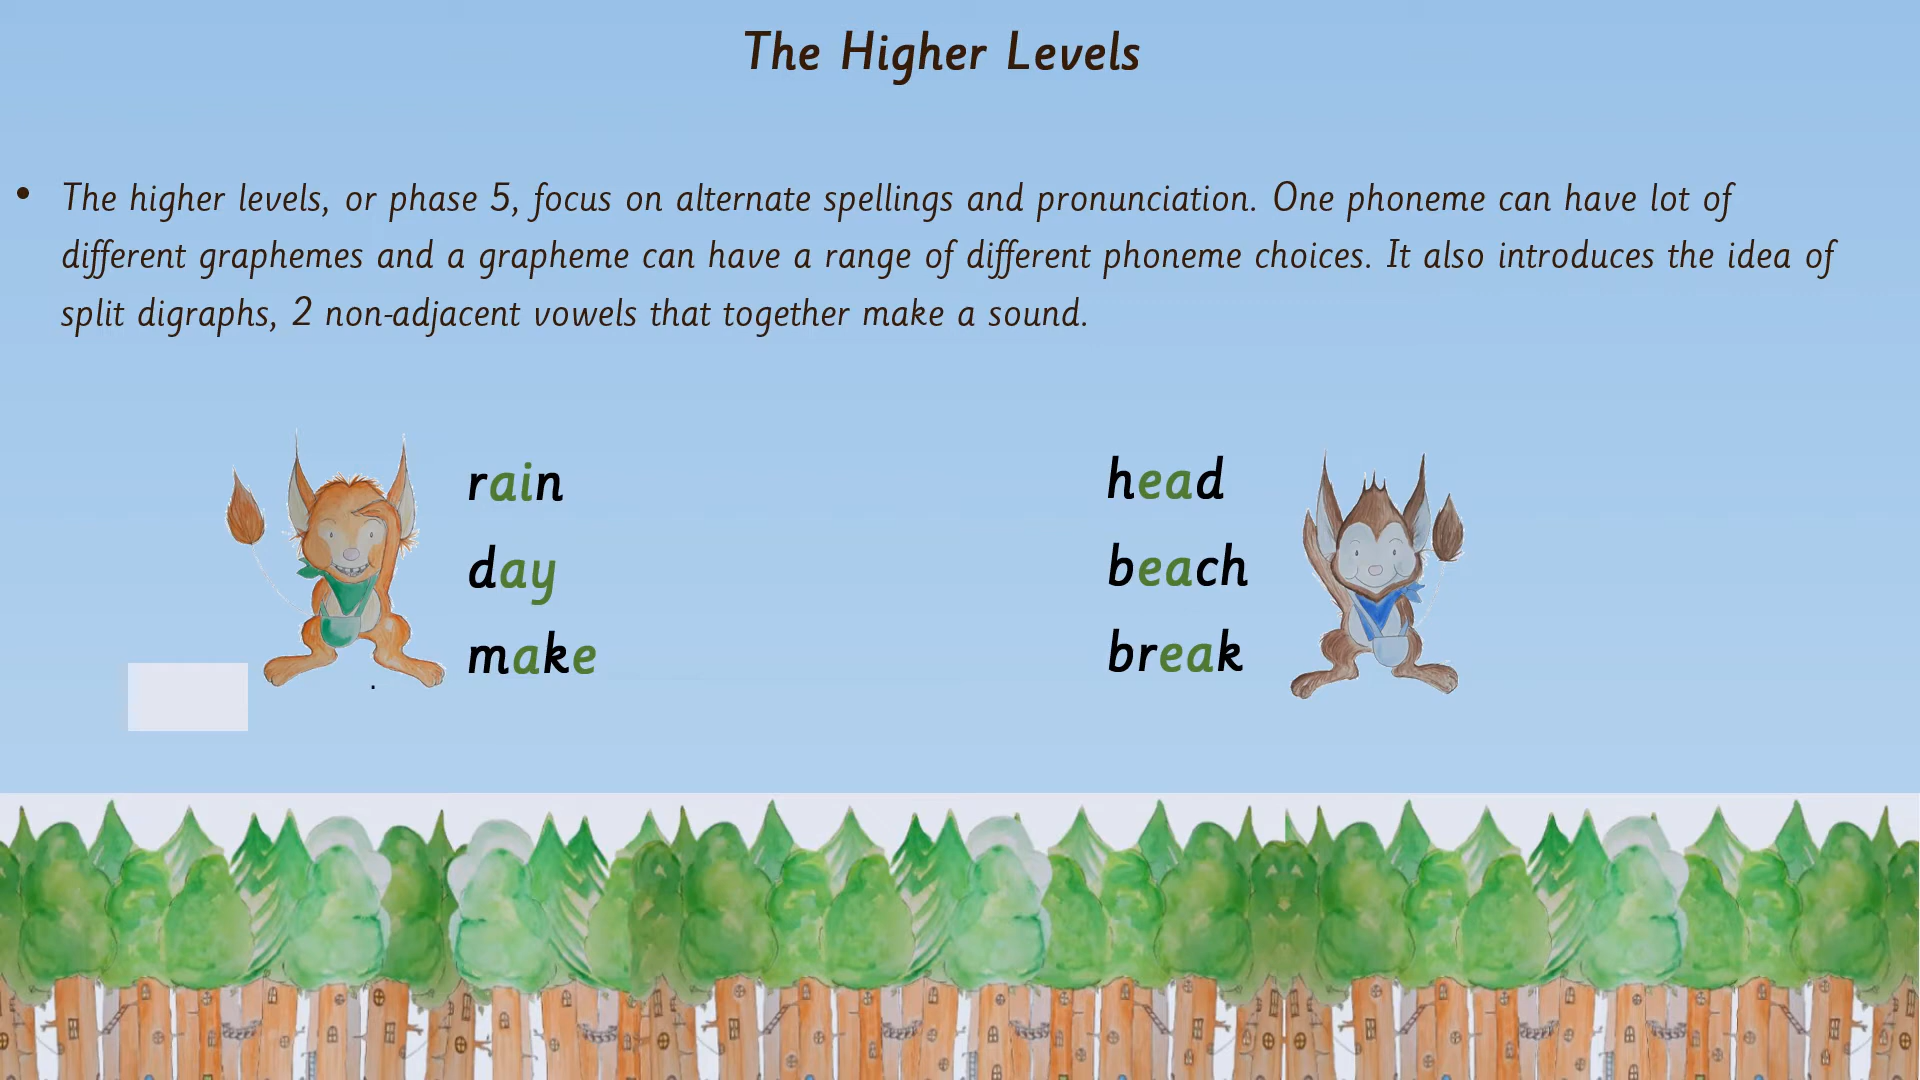 The Higher Levels
• The higher levels, or phase 5, focus on alternate spellings and pronunciation. One phoneme can have lot of
different graphemes and a grapheme can have a range of different phoneme choices. It also introduces the idea of
split digraphs, 2 non-adjacent vowels that together make a sound.
rain
day
make
.
head
beach
break